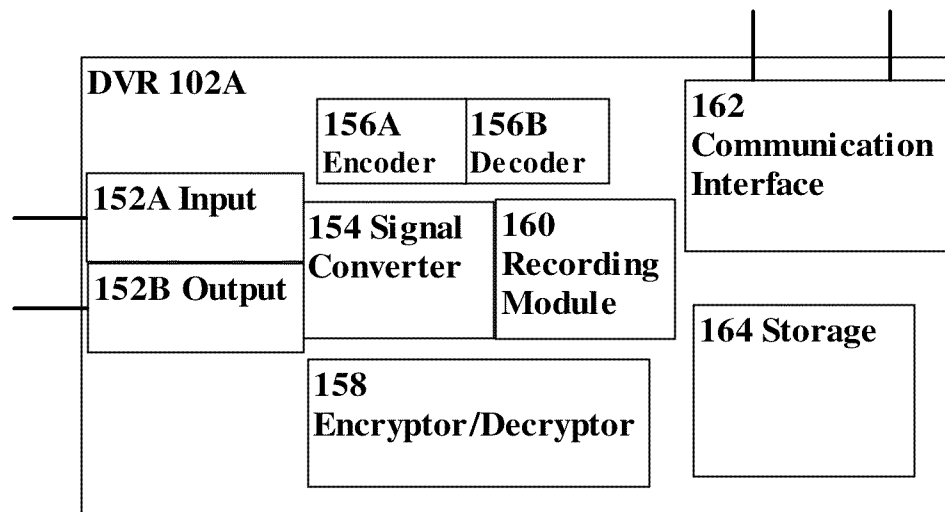 DVR 102A
156A
Encoder
156B
Decoder
162
Communication
Interface
152A Input
152B Output
154 Signal
Converter
160
Recording
Module
164 Storage
158
Encryptor/Decryptor